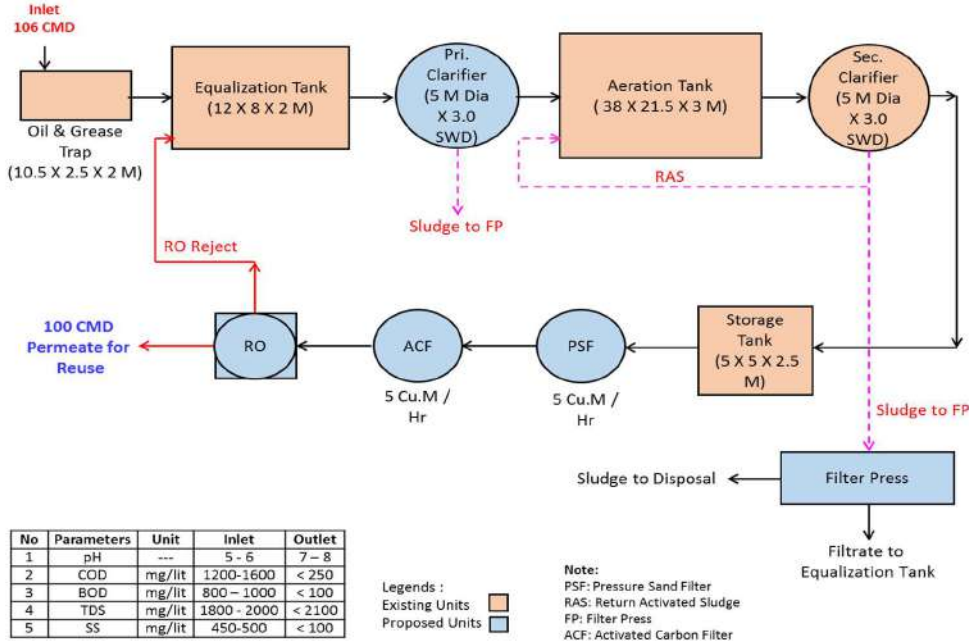 Inlet
106 CMD
Oil & Grease
Trap
(10.5 X 2.5 X 2 M)
Equalization Tank
(12 X 8 X 2 M)
Pri.
Clarifier
(5 M Dia
X 3.0
SWD)
Aeration Tank
( 38 X 21.5 X 3 M)
Sec.
Clarifier
(5 M Dia
X 3.0
SWD)
RAS
Sludge to FP
RO Reject
100 CMD
Permeate for
Reuse
RO
ACF
5 Cu.M /
Hr
PSF
5 Cu.M /
Hr
Storage
Tank
(5 X 5 X 2.5
M)
Sludge to FP
Sludge to Disposal
Filter Press
Filtrate to
Equalization Tank
No Parameters Unit Inlet Outlet
1 pH --- 5 - 6 7 – 8
2 COD mg/lit 1200-1600 < 250
3 BOD mg/lit 800 – 1000 < 100
4 TDS mg/lit 1800 - 2000 < 2100
5 SS mg/lit 450-500 < 100
Legends :
Existing Units
Proposed Units
Note:
PSF: Pressure Sand Filter
RAS: Return Activated Sludge
FP: Filter Press
ACF: Activated Carbon Filter